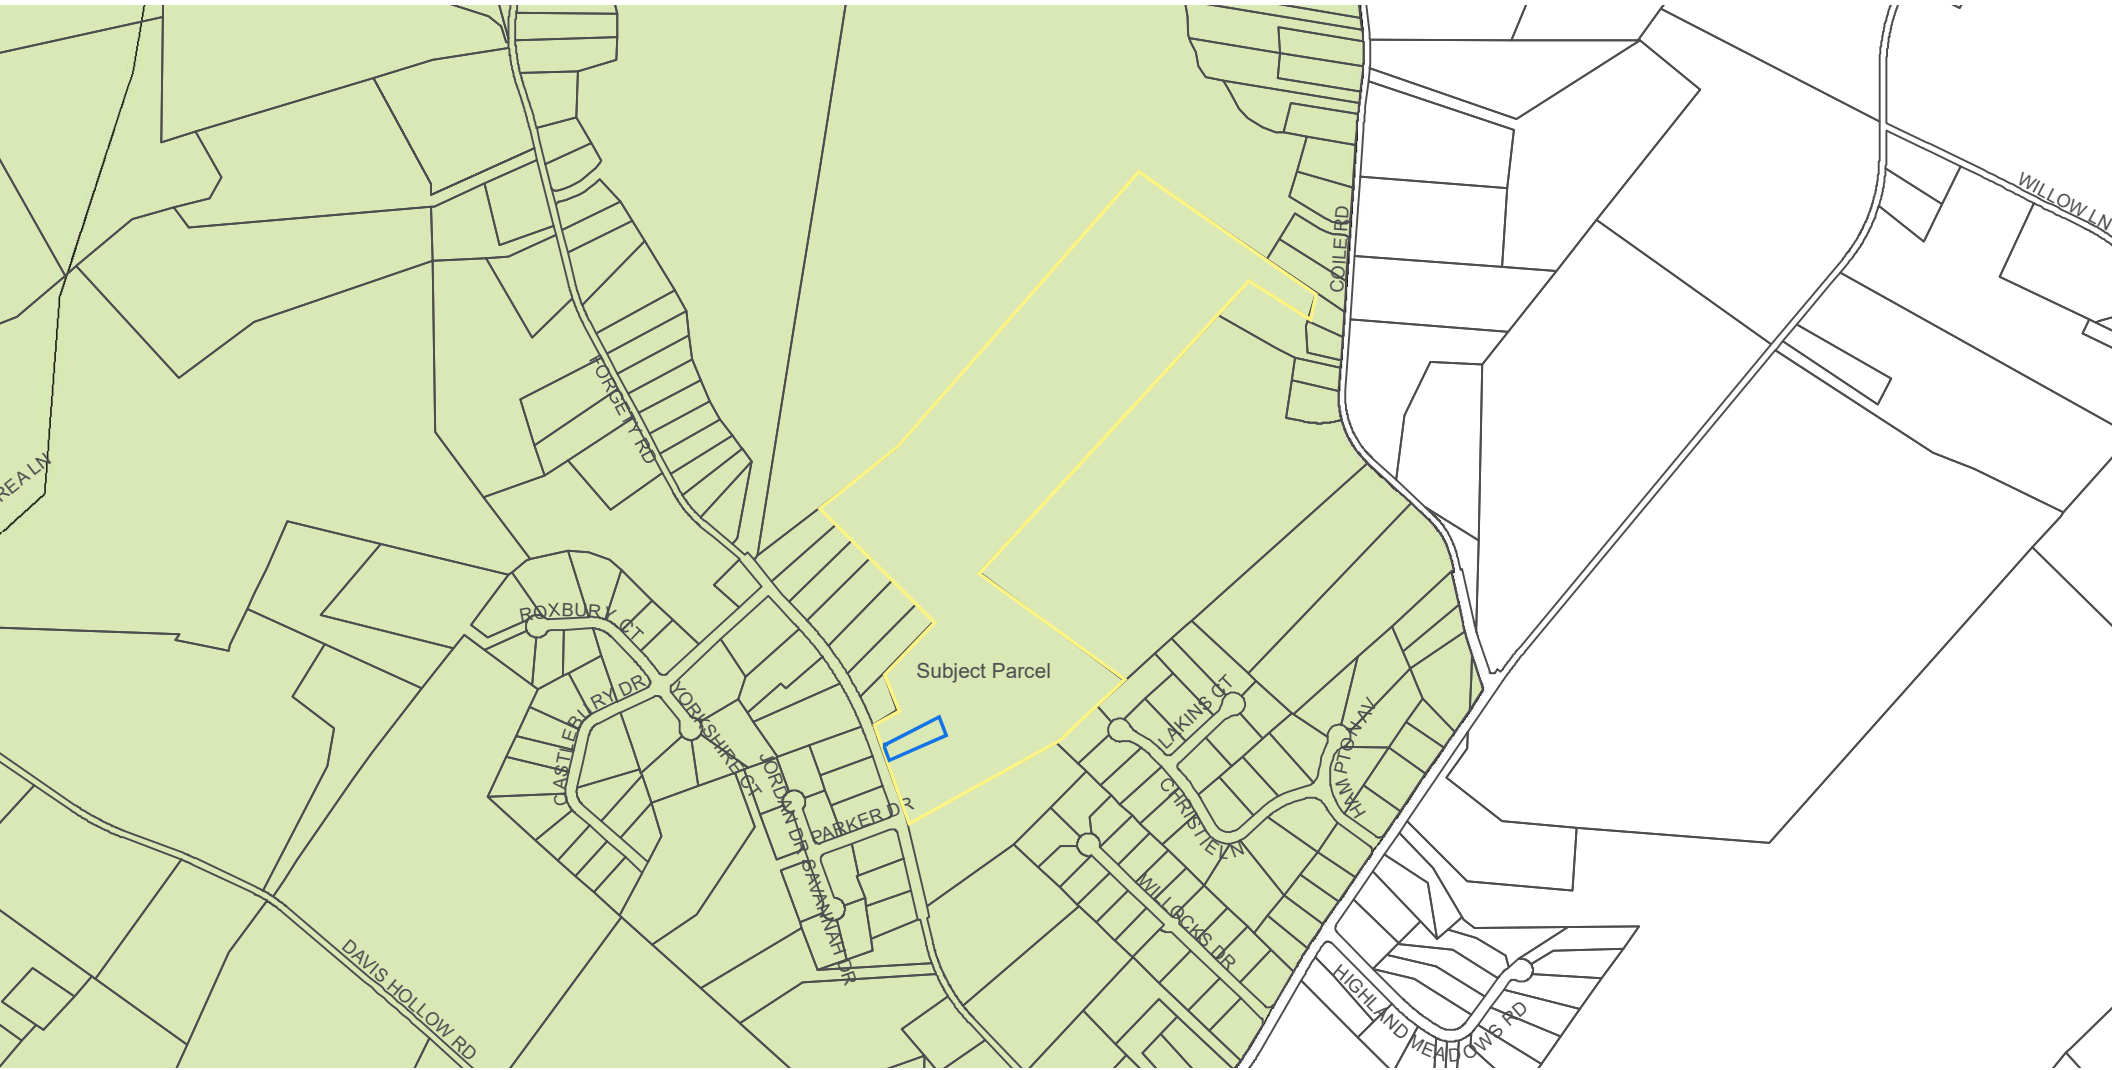 WILLOW LN
COILE RD
FORGETY RD
REA LN
ROXBURY CT
Subject Parcel
CASTLEBURY DR
YORKSHIRE CT
LAKINS CT
HAMPTON AV
JORDAN DR
PARKER DR
CHRISTIE LN
SAVANNAH DR
WILLOCKS DR
DAVIS HOLLOW RD
HIGHLAND MEADOWS RD